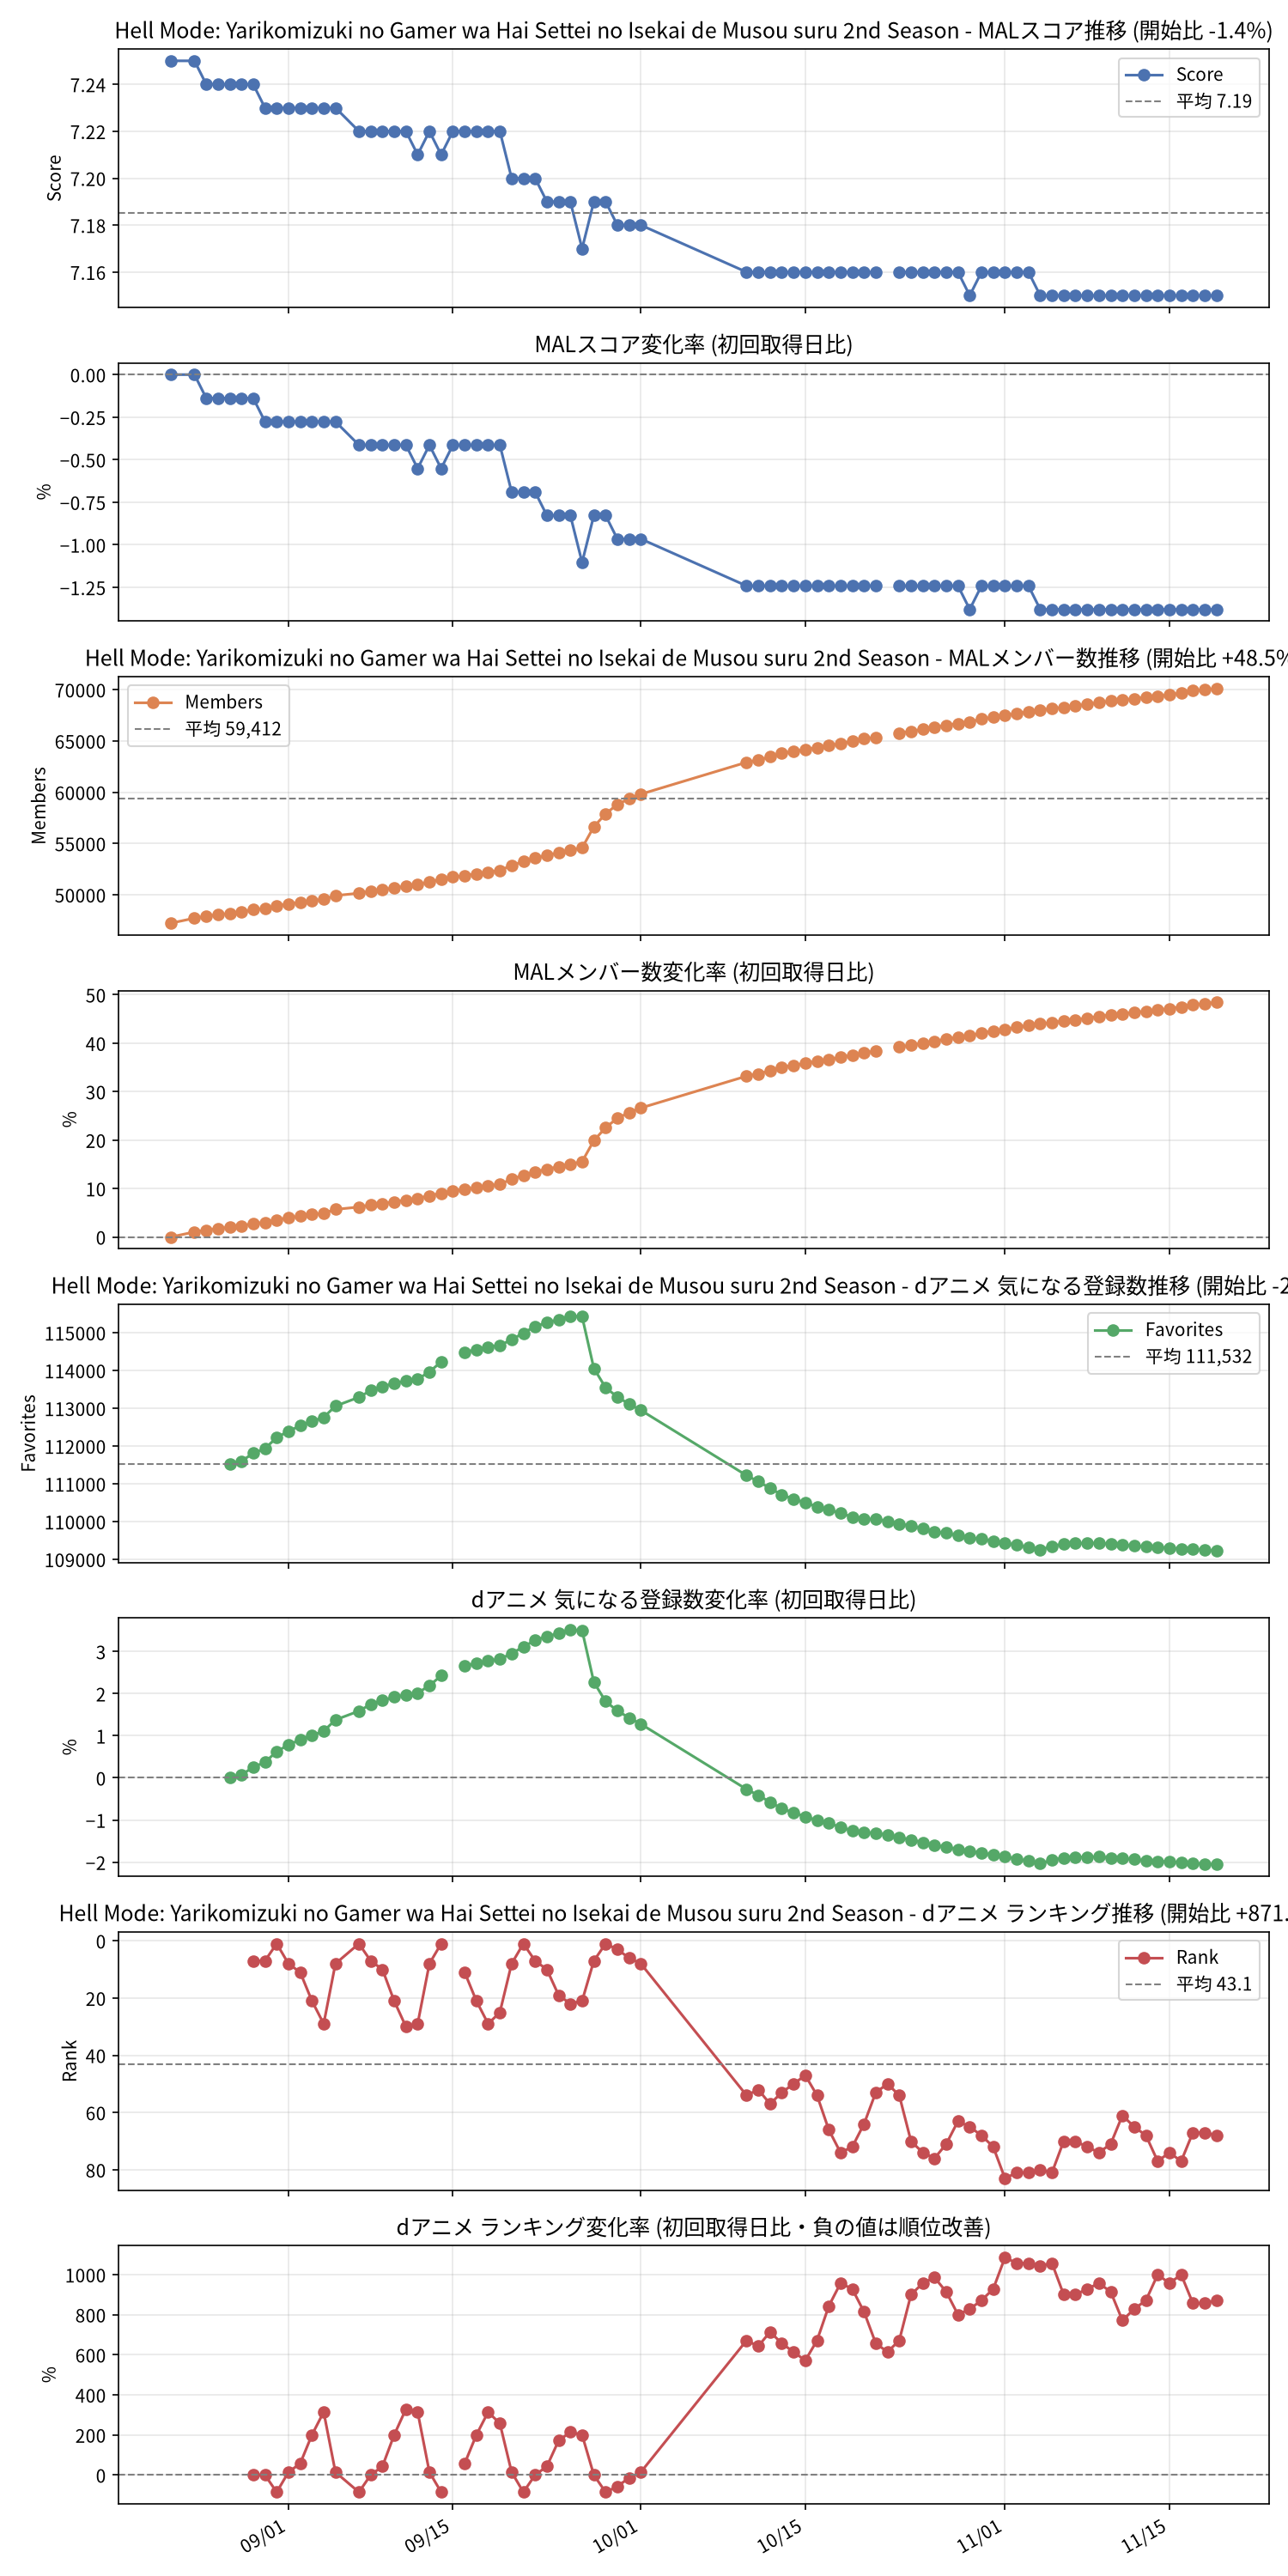 Hell Mode: Yarikomizuki no Gamer wa Hai Settei no Isekai de Musou suru 2nd Season - MALスコア推移 (開始比 -1.4%)
Score
平均 7.19
Score
7.24
7.22
7.20
7.18
7.16
MALスコア変化率 (初回取得日比)
%
0.00
−0.25
−0.50
−0.75
−1.00
−1.25
Hell Mode: Yarikomizuki no Gamer wa Hai Settei no Isekai de Musou suru 2nd Season - MALメンバー数推移 (開始比 +48.5%
Members
平均 59,412
Members
70000
65000
60000
55000
50000
MALメンバー数変化率 (初回取得日比)
%
50
40
30
20
10
0
Hell Mode: Yarikomizuki no Gamer wa Hai Settei no Isekai de Musou suru 2nd Season - dアニメ 気になる登録数推移 (開始比 -2
Favorites
平均 111,532
Favorites
115000
114000
113000
112000
111000
110000
109000
dアニメ 気になる登録数変化率 (初回取得日比)
%
3
2
1
0
−1
−2
Hell Mode: Yarikomizuki no Gamer wa Hai Settei no Isekai de Musou suru 2nd Season - dアニメ ランキング推移 (開始比 +871.
Rank
平均 43.1
Rank
0
20
40
60
80
dアニメ ランキング変化率 (初回取得日比・負の値は順位改善)
%
1000
800
600
400
200
0
09/01
09/15
10/01
10/15
11/01
11/15